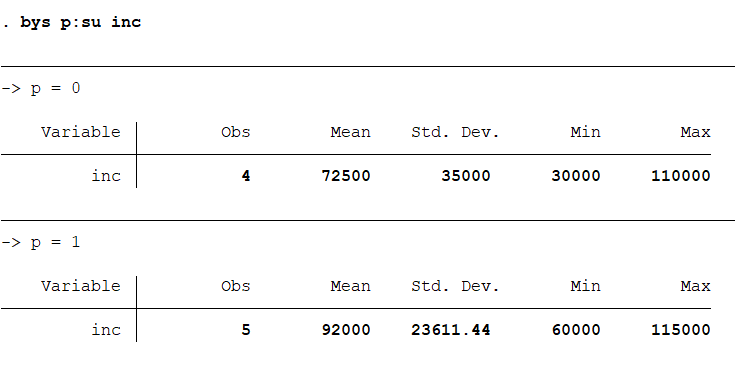 . bys p:su inc
-> p = 0
Variable Obs Mean Std. Dev. Min Max
inc 4 72500 35000 30000 110000
-> p = 1
Variable Obs Mean Std. Dev. Min Max
inc 5 92000 23611.44 60000 115000